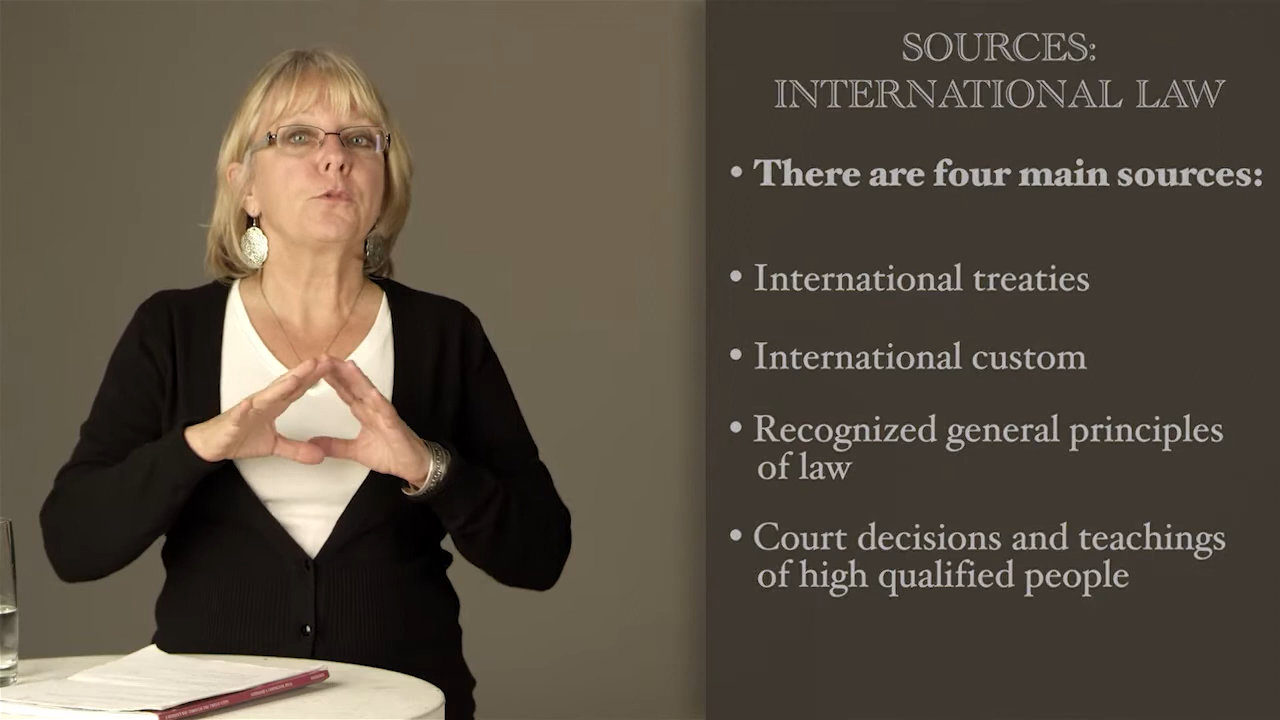 SOURCES:
INTERNATIONAL LAW
• There are four main sources:
• International treaties
• International custom
• Recognized general principles
of law
• Court decisions and teachings
of high qualified people